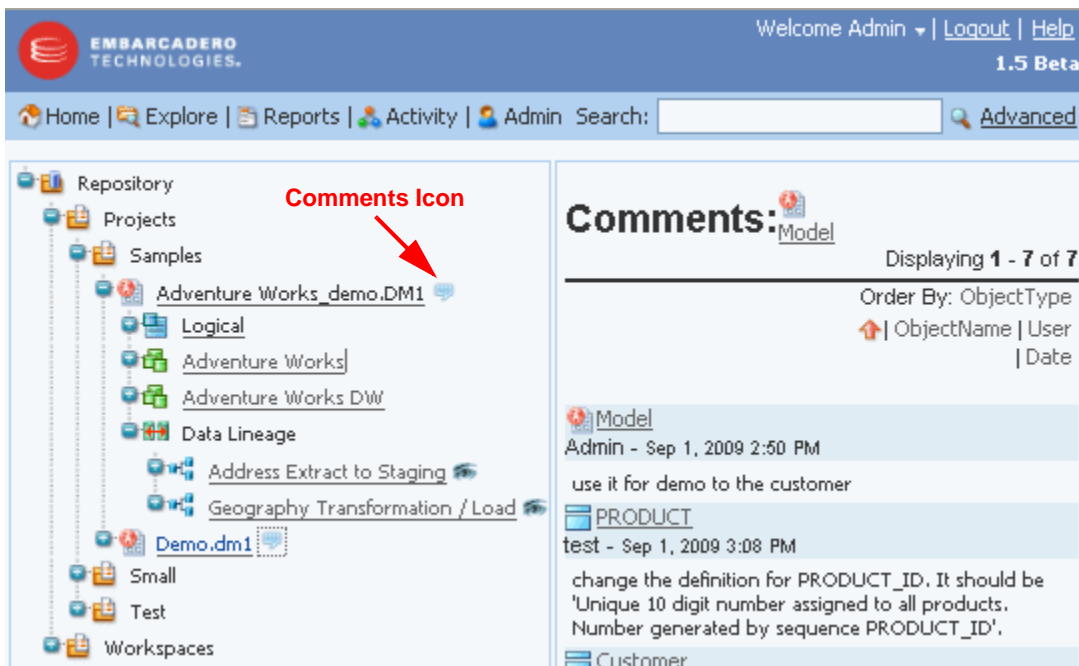 EMBARCADERO
TECHNOLOGIES.
Welcome Admin | Logout | Help
1.5 Beta
Home | Explore | Reports | Activity | Admin Search: Advanced
Repository
Projects
Samples
Adventure Works_demo.DM1
Logical
Adventure Works
Adventure Works DW
Data Lineage
Address Extract to Staging
Geography Transformation / Load
Demo.dm1
Small
Test
Workspaces
Comments Icon
Comments: Model
Displaying 1 - 7 of 7
Order By: ObjectType
| ObjectName | User
| Date
Model
Admin - Sep 1, 2009 2:50 PM
use it for demo to the customer
PRODUCT
test - Sep 1, 2009 3:08 PM
change the definition for PRODUCT_ID. It should be
'Unique 10 digit number assigned to all products.
Number generated by sequence PRODUCT_ID'.
Customer